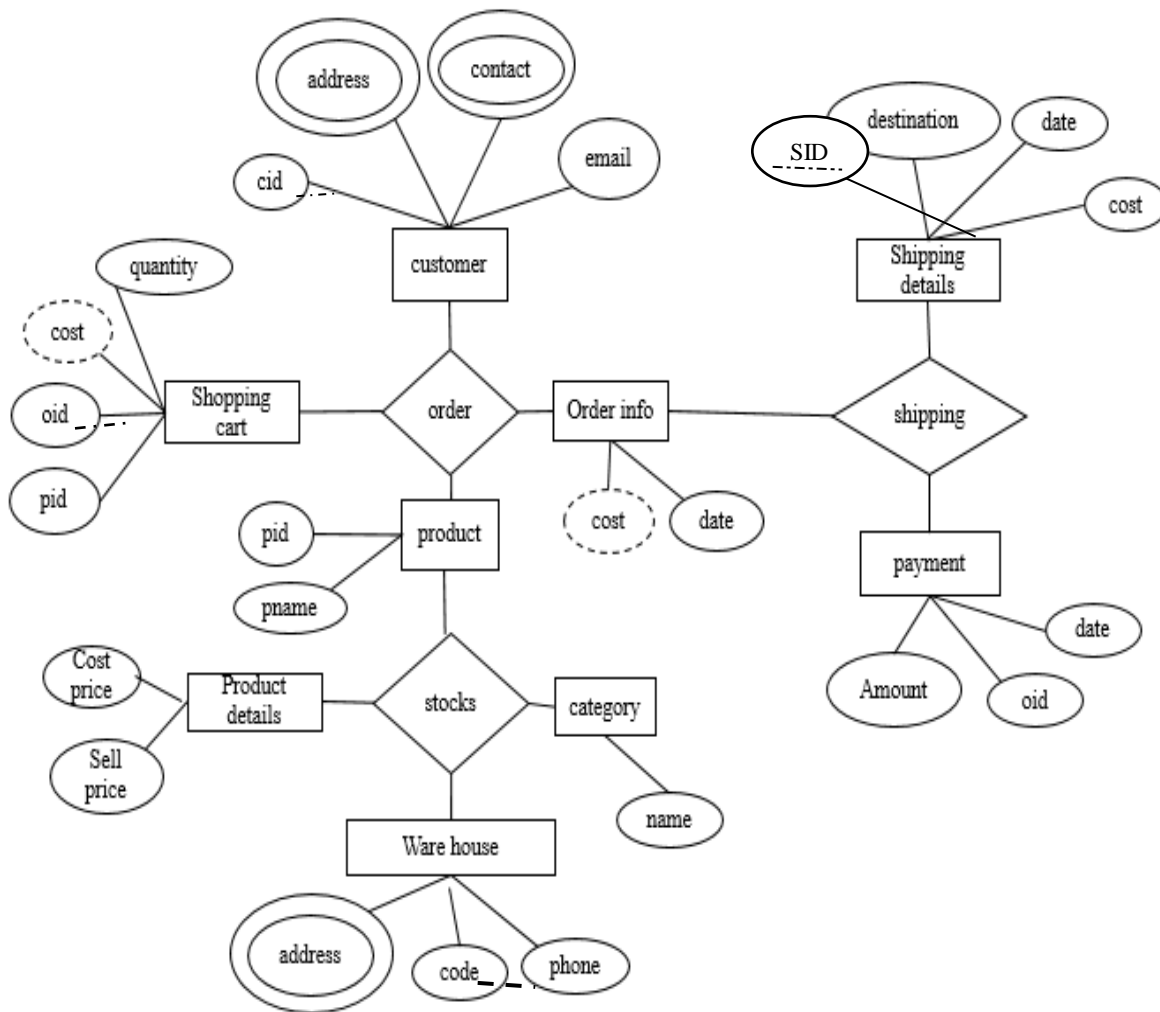 address
contact
destination
date
SID
email
cid
cost
customer
quantity
Shipping
details
cost
Shopping
cart
order
Order info
shipping
oid
pid
pid
product
cost
date
payment
pname
date
Cost
price
Product
details
stocks
category
Amount
oid
Sell
price
name
Ware house
address
code
phone